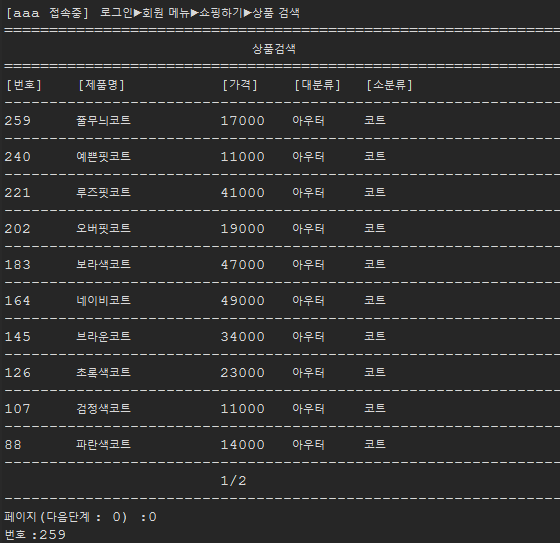 [aaa 접속중] 로그인▶회원 메뉴▶쇼핑하기▶상품 검색
상품검색
[번호] [제품명] [가격] [대분류] [소분류]
259 줄무늬코트 17000 아우터 코트
240 예쁜핏코트 11000 아우터 코트
221 루즈핏코트 41000 아우터 코트
202 오버핏코트 19000 아우터 코트
183 보라색코트 47000 아우터 코트
164 네이비코트 49000 아우터 코트
145 브라운코트 34000 아우터 코트
126 초록색코트 23000 아우터 코트
107 검정색코트 11000 아우터 코트
88 파란색코트 14000 아우터 코트
1/2
페이지(다음단계 : 0) :0
번호 :259